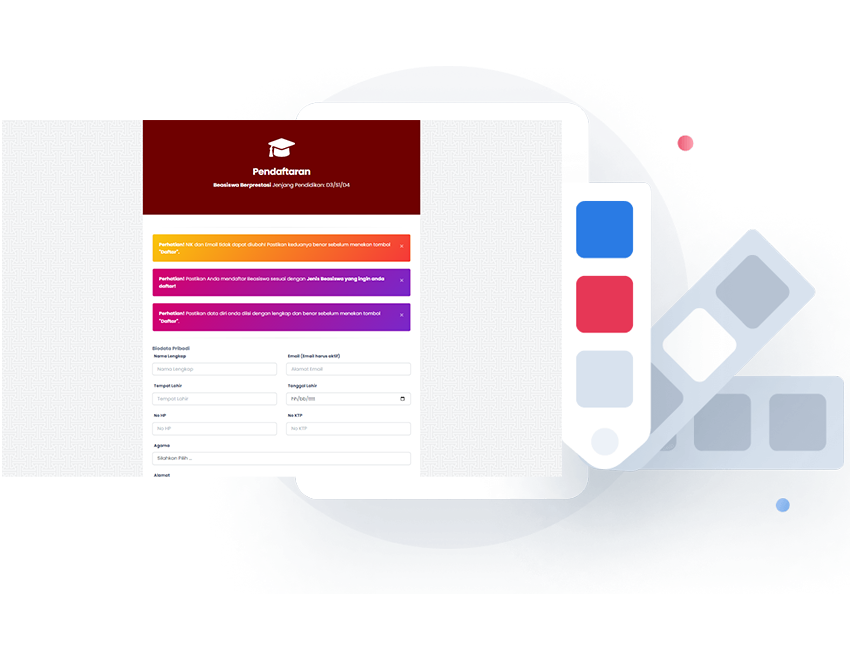 Pendaftaran
Beasiswa Berprestasi Jenjang Pendidikan: D3/S1/D4
Perhatian! NIK dan Email tidak dapat diubah! Pastikan keduanya benar sebelum menekan tombol
"Daftar".
Perhatian! Pastikan Anda mendaftar Beasiswa sesuai dengan Jenis Beasiswa yang ingin anda
daftar!
Perhatian! Pastikan data diri anda diisi dengan lengkap dan benar sebelum menekan tombol
"Daftar".
Biodata Pribadi
Nama Lengkap
Email (Email harus aktif)
Nama Lengkap
Alamat Email
Tempat Lahir
Tanggal Lahir
Tempat Lahir
No HP
No KTP
No HP
No KTP
Agama
Silahkan Pilih ...
Alamat